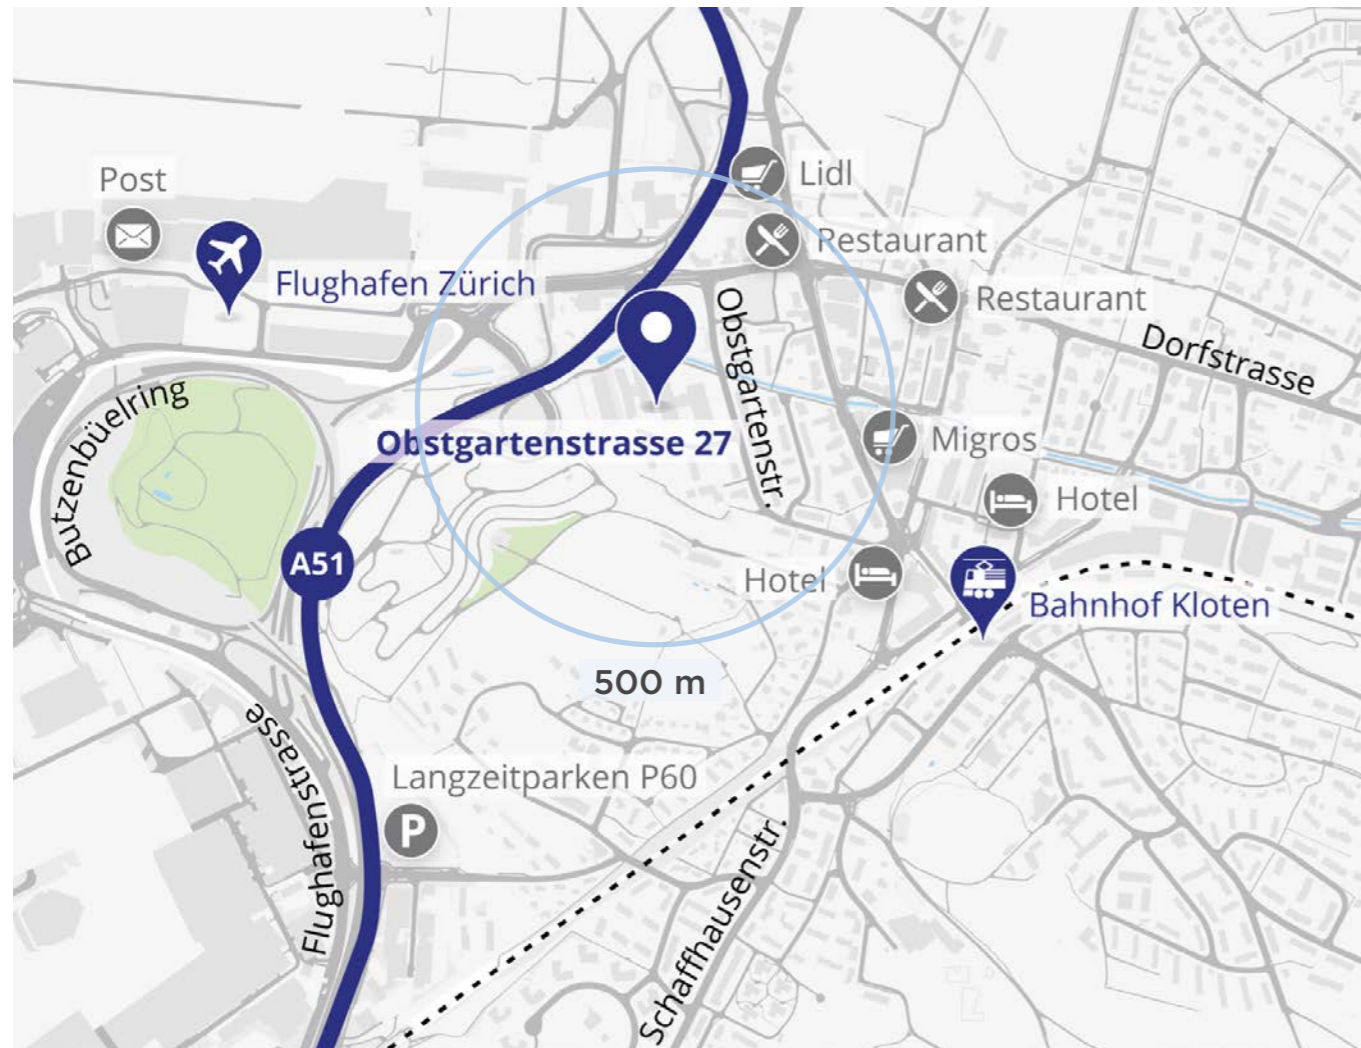 Post
Lidl
Restaurant
Flughafen Zürich
Restaurant
Obstgartenstr.
Dorfstrasse
Butzenbüelring
Obstgartenstrasse 27
Migros
Hotel
A51
Hotel
Bahnhof Kloten
500 m
Flughafenstrasse
Langzeitparken P60
P
Schaffhausenstr.